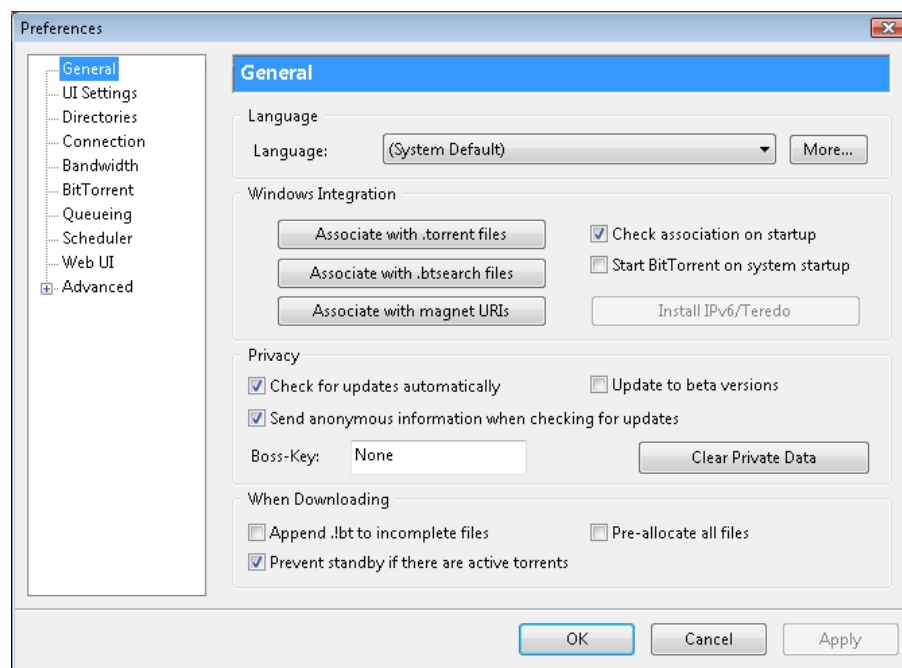 Preferences
General
UI Settings
Directories
Connection
Bandwidth
BitTorrent
Queueing
Scheduler
Web UI
Advanced
General
Language
Language: (System Default) More...
Windows Integration
Associate with .torrent files Check association on startup
Associate with .btsearch files Start BitTorrent on system startup
Associate with magnet URIs Install IPv6/Teredo
Privacy
Check for updates automatically Update to beta versions
Send anonymous information when checking for updates
Boss-Key: None Clear Private Data
When Downloading
Append .!bt to incomplete files Pre-allocate all files
Prevent standby if there are active torrents
OK Cancel Apply